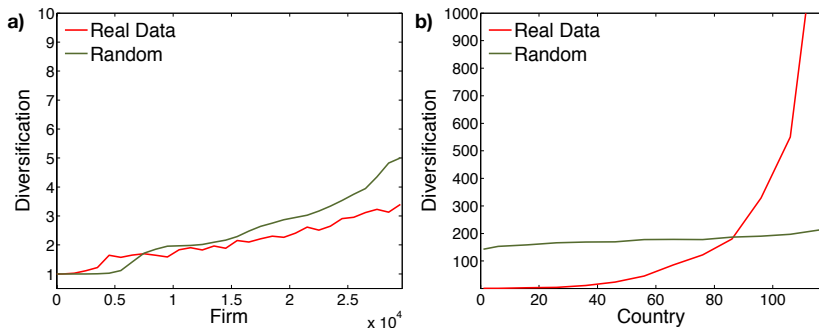 a)
Real Data
Random
Diversification
10
9
8
7
6
5
4
3
2
1
0 0.5 1 1.5 2 2.5
x 10^4
Firm
b)
Real Data
Random
Diversification
1000
900
800
700
600
500
400
300
200
100
0 20 40 60 80 100
Country